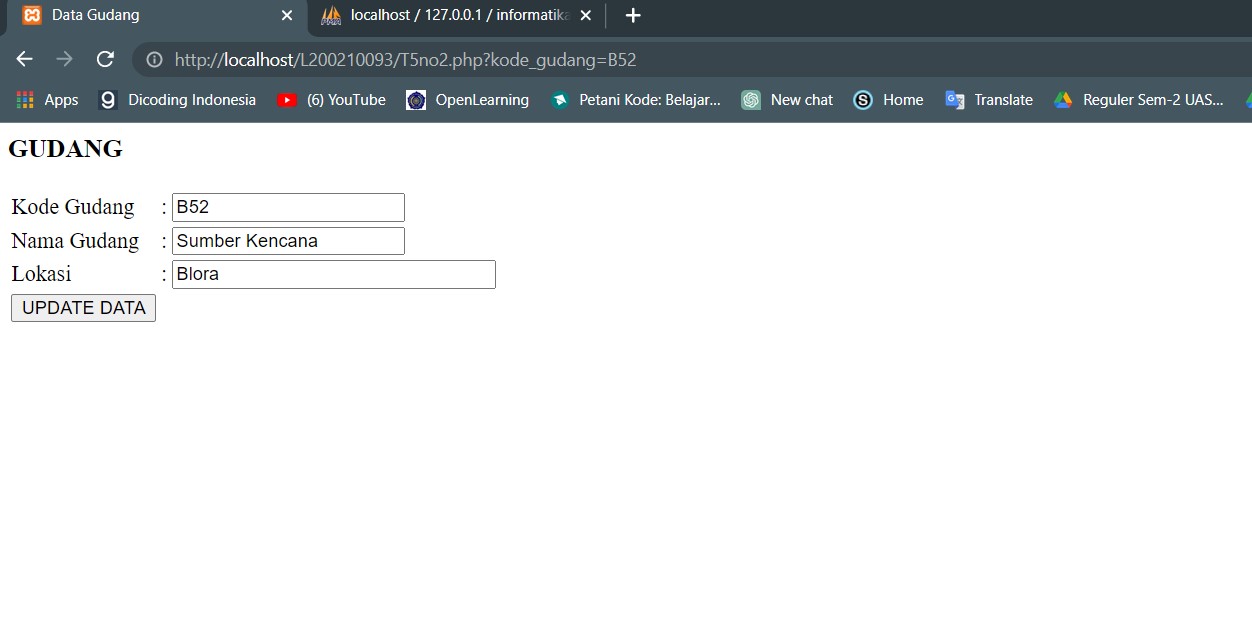 Data Gudang
localhost / 127.0.0.1 / informatika
http://localhost/L200210093/T5no2.php?kode_gudang=B52
Apps Dicoding Indonesia (6) YouTube OpenLearning Petani Kode: Belajar... New chat Home Translate Reguler Sem-2 UAS...
GUDANG
Kode Gudang : B52
Nama Gudang : Sumber Kencana
Lokasi : Blora
UPDATE DATA